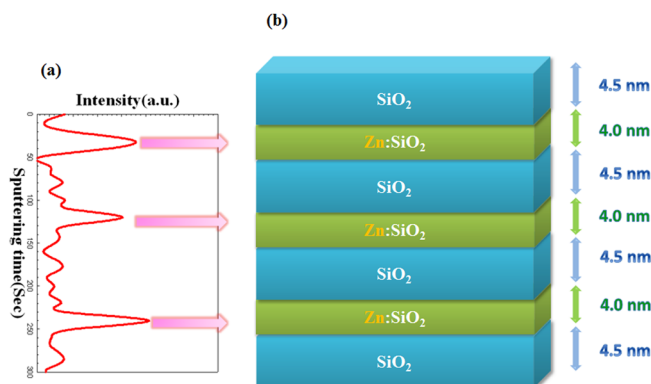 (b)
(a)
Intensity(a.u.)
Sputtering time(Sec)
0
50
100
150
200
250
300
SiO₂
Zn:SiO₂
SiO₂
Zn:SiO₂
SiO₂
Zn:SiO₂
SiO₂
4.5 nm
4.0 nm
4.5 nm
4.0 nm
4.5 nm
4.0 nm
4.5 nm